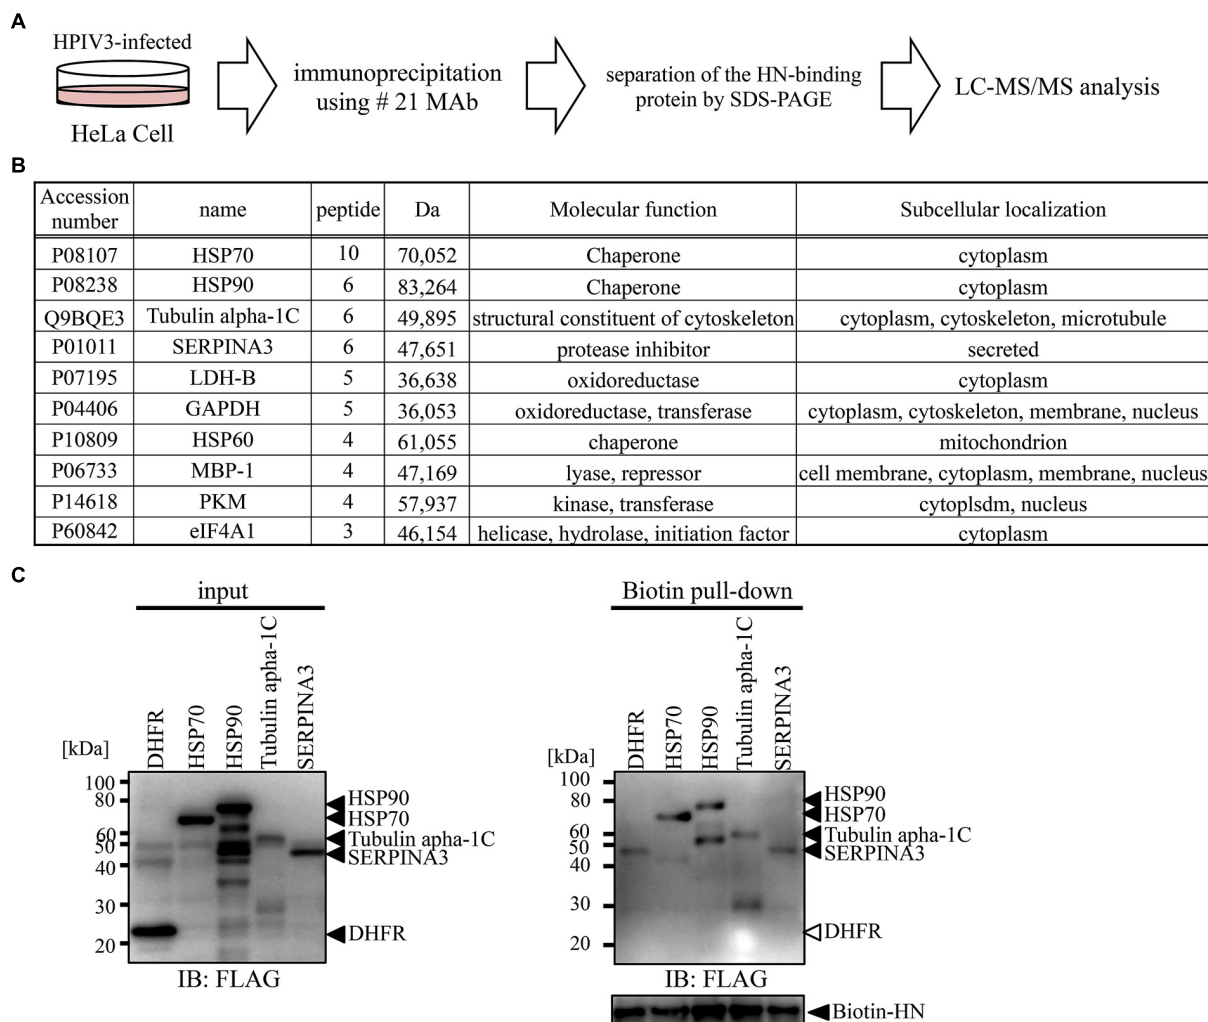 A
HPIV3-infected
HeLa Cell
immunoprecipitation
using # 21 MAb
separation of the HN-binding
protein by SDS-PAGE
LC-MS/MS analysis
B
Accession number name peptide Da Molecular function Subcellular localization
P08107 HSP70 10 70,052 Chaperone cytoplasm
P08238 HSP90 6 83,264 Chaperone cytoplasm
Q9BQE3 Tubulin alpha-1C 6 49,895 structural constituent of cytoskeleton cytoplasm, cytoskeleton, microtubule
P01011 SERPINA3 6 47,651 protease inhibitor secreted
P07195 LDH-B 5 36,638 oxidoreductase cytoplasm
P04406 GAPDH 5 36,053 oxidoreductase, transferase cytoplasm, cytoskeleton, membrane, nucleus
P10809 HSP60 4 61,055 chaperone mitochondrion
P06733 MBP-1 4 47,169 lyase, repressor cell membrane, cytoplasm, membrane, nucleus
P14618 PKM 4 57,937 kinase, transferase cytoplsdm, nucleus
P60842 eIF4A1 3 46,154 helicase, hydrolase, initiation factor cytoplasm
C
input
DHFR
HSP70
HSP90
Tubulin apha-1C
SERPINA3
[kDa]
100
80
60
50
40
30
20
HSP90
HSP70
Tubulin apha-1C
SERPINA3
DHFR
IB: FLAG
Biotin pull-down
DHFR
HSP70
HSP90
Tubulin apha-1C
SERPINA3
[kDa]
100
80
60
50
40
30
20
HSP90
HSP70
Tubulin apha-1C
SERPINA3
DHFR
IB: FLAG
Biotin-HN